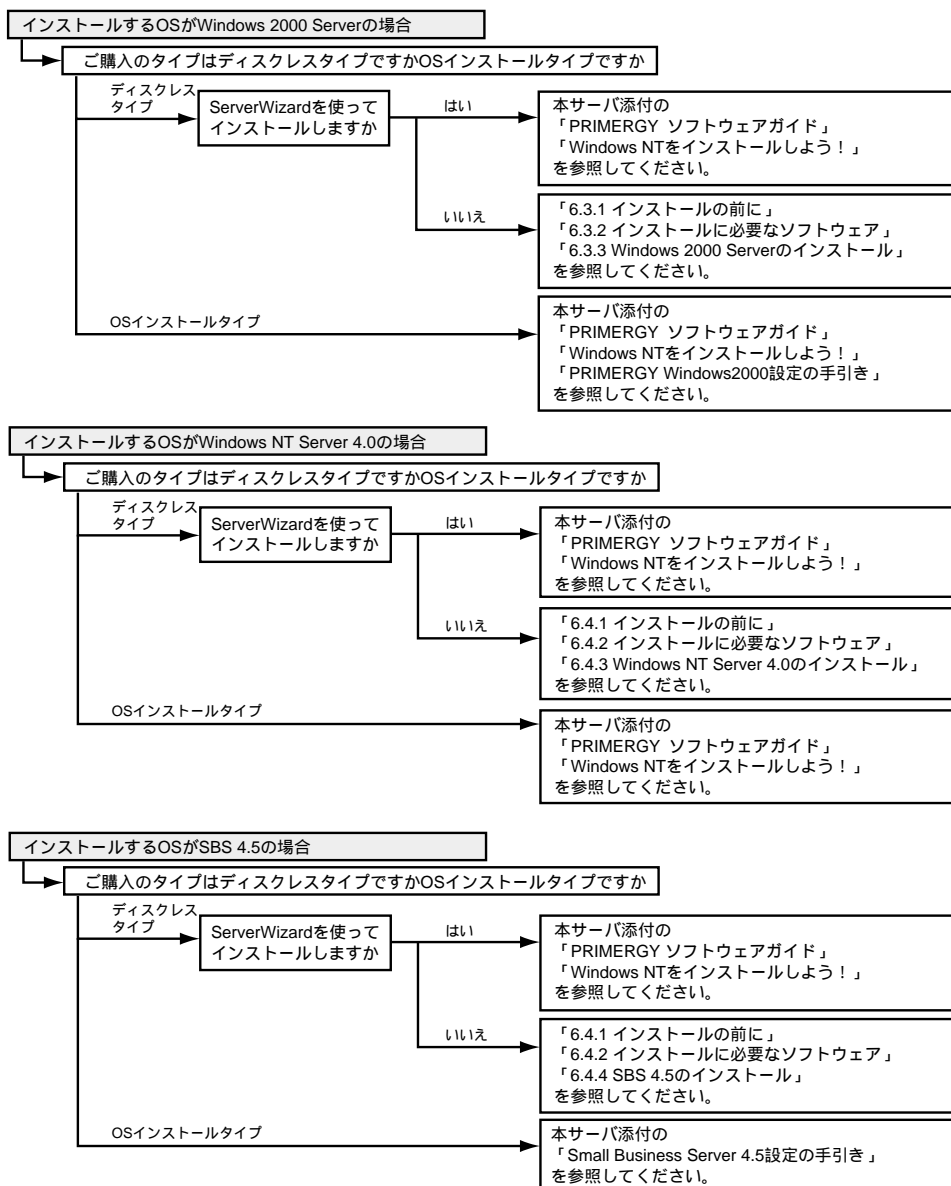 インストールするOSがWindows 2000 Serverの場合
ご購入のタイプはディスクレスタイプですかOSインストールタイプですか
ディスクレス
タイプ
ServerWizardを使って
インストールしますか
はい
本サーバ添付の
「PRIMERGY ソフトウェアガイド」
「Windows NTをインストールしよう！」
を参照してください。
いいえ
「6.3.1 インストールの前に」
「6.3.2 インストールに必要なソフトウェア」
「6.3.3 Windows 2000 Serverのインストール」
を参照してください。
OSインストールタイプ
本サーバ添付の
「PRIMERGY ソフトウェアガイド」
「Windows NTをインストールしよう！」
「PRIMERGY Windows2000設定の手引き」
を参照してください。
インストールするOSがWindows NT Server 4.0の場合
ご購入のタイプはディスクレスタイプですかOSインストールタイプですか
ディスクレス
タイプ
ServerWizardを使って
インストールしますか
はい
本サーバ添付の
「PRIMERGY ソフトウェアガイド」
「Windows NTをインストールしよう！」
を参照してください。
いいえ
「6.4.1 インストールの前に」
「6.4.2 インストールに必要なソフトウェア」
「6.4.3 Windows NT Server 4.0のインストール」
を参照してください。
OSインストールタイプ
本サーバ添付の
「PRIMERGY ソフトウェアガイド」
「Windows NTをインストールしよう！」
を参照してください。
インストールするOSがSBS 4.5の場合
ご購入のタイプはディスクレスタイプですかOSインストールタイプですか
ディスクレス
タイプ
ServerWizardを使って
インストールしますか
はい
本サーバ添付の
「PRIMERGY ソフトウェアガイド」
「Windows NTをインストールしよう！」
を参照してください。
いいえ
「6.4.1 インストールの前に」
「6.4.2 インストールに必要なソフトウェア」
「6.4.4 SBS 4.5のインストール」
を参照してください。
OSインストールタイプ
本サーバ添付の
「Small Business Server 4.5設定の手引き」
を参照してください。